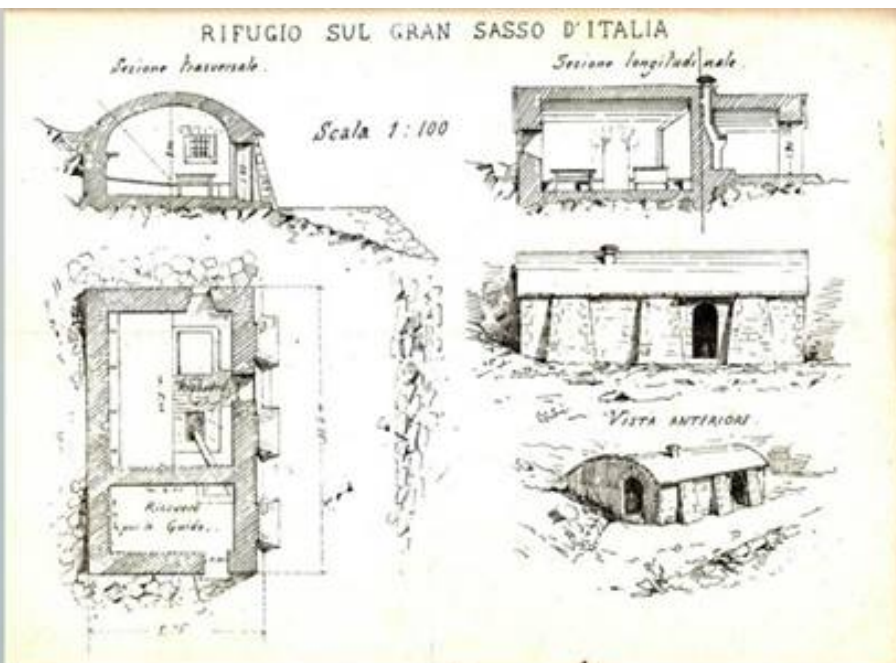 RIFUGIO SUL GRAN SASSO D'ITALIA
Sezione trasversale.
Scala 1:100
Sezione longitudinale.
VISTA ANTERIORE.
Ricovero
per le Guide.